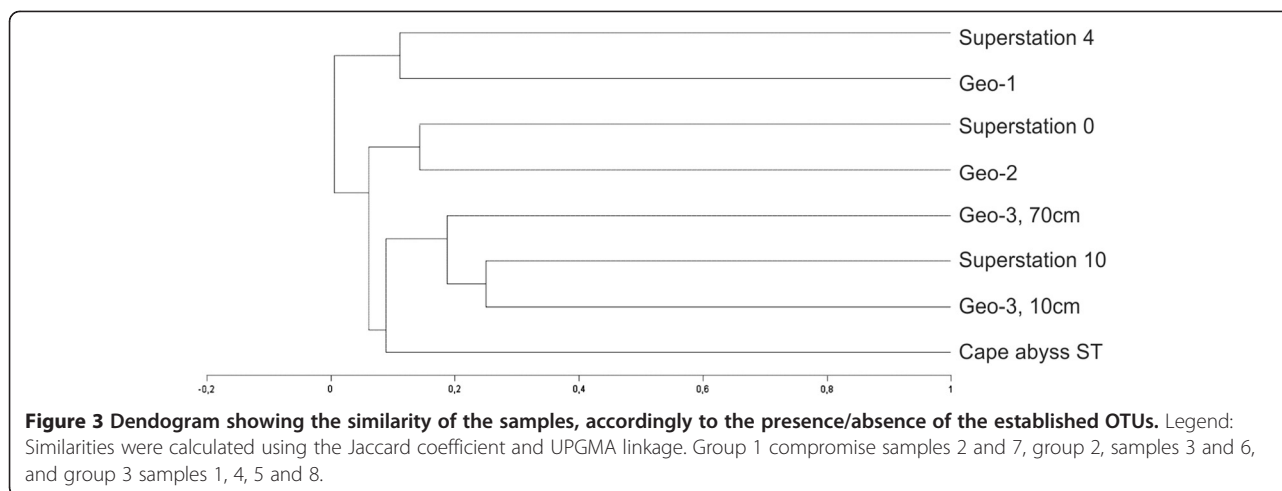 Superstation 4
Geo-1
Superstation 0
Geo-2
Geo-3, 70cm
Superstation 10
Geo-3, 10cm
Cape abyss ST
-0,2 0 0,2 0,4 0,6 0,8 1
Figure 3 Dendogram showing the similarity of the samples, accordingly to the presence/absence of the established OTUs. Legend:
Similarities were calculated using the Jaccard coefficient and UPGMA linkage. Group 1 compromise samples 2 and 7, group 2, samples 3 and 6,
and group 3 samples 1, 4, 5 and 8.